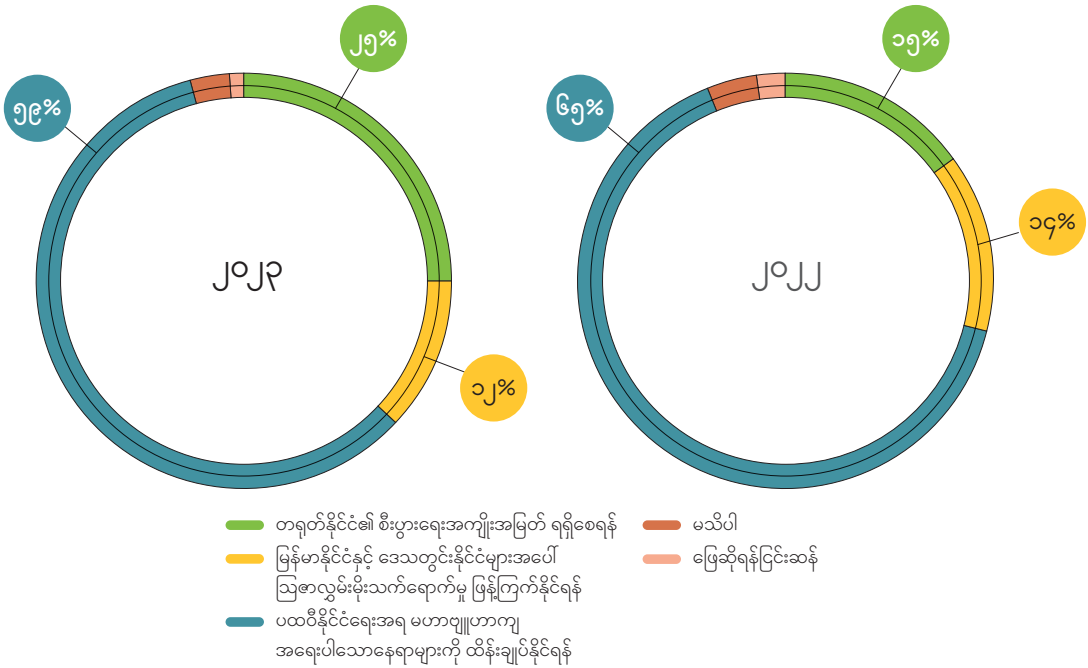 ၂၅%
၅၉%
၁၂%
၂၀၂၃
၁၅%
၆၅%
၁၄%
၂၀၂၂
တရုတ်နိုင်ငံ၏ စီးပွားရေးအကျိုးအမြတ် ရရှိစေရန်
မြန်မာနိုင်ငံနှင့် ဒေသတွင်းနိုင်ငံများအပေါ်
ဩဇာလွှမ်းမိုးသက်ရောက်မှု ဖြန့်ကြက်နိုင်ရန်
ပထဝီနိုင်ငံရေးအရ မဟာဗျူဟာကျ
အရေးပါသောနေရာများကို ထိန်းချုပ်နိုင်ရန်
မသိပါ
ဖြေဆိုရန်ငြင်းဆန်